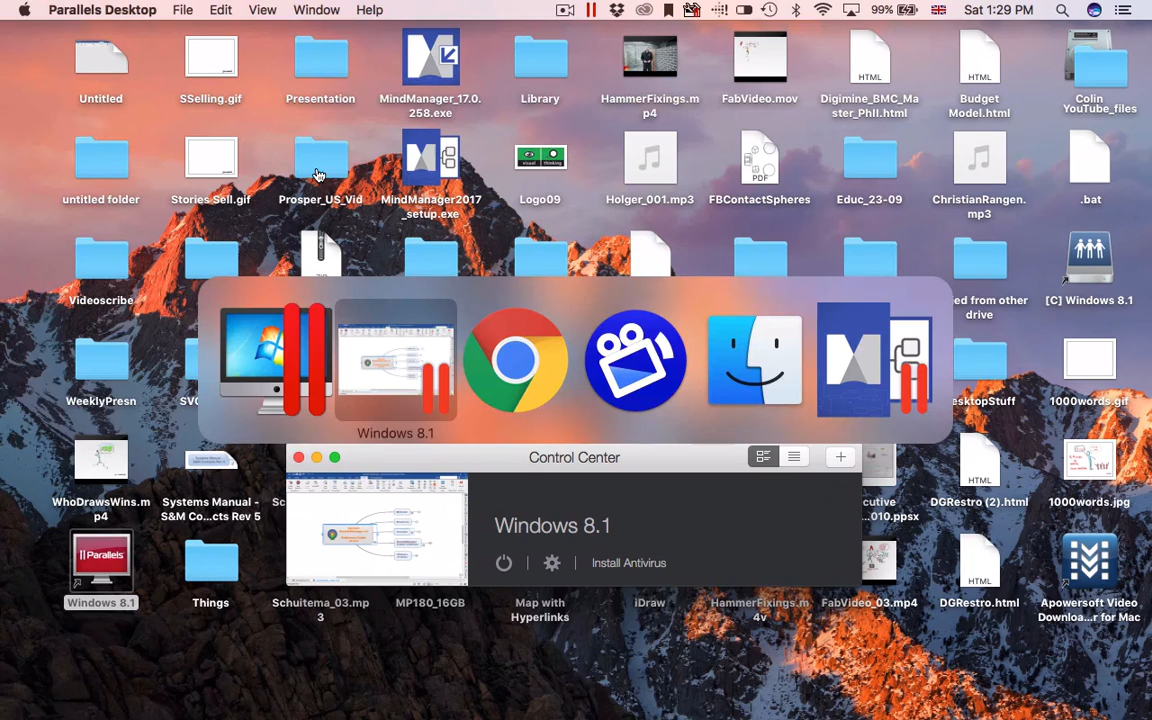 Parallels Desktop File Edit View Window Help 99% Sat 1:29 PM
Untitled
SSelling.gif
Presentation
MindManager_17.0.
258.exe
Library
HammerFixings.m
p4
FabVideo.mov
HTML
Digimine_BMC_Ma
ster_PhII.html
HTML
Budget
Model.html
Colin
YouTube_files
untitled folder
Stories Sell.gif
Prosper_US_Vid
MindManager2017
_setup.exe
visual thinking
Logo09
Holger_001.mp3
PDF
FBContactSpheres
Educ_23-09
ChristianRangen.
mp3
.bat
Videoscribe
ed from other
drive
[C] Windows 8.1
Windows 8.1
WeeklyPresn
SVG
esktopStuff
1000words.gif
Control Center
Windows 8.1
Install Antivirus
WhoDrawsWins.m
p4
Systems Manual -
S&M Co...cts Rev 5
Sc
cutive
.010.ppsx
HTML
DGRestro (2).html
1000words.jpg
Parallels
Windows 8.1
Things
Schuitema_03.mp
3
MP180_16GB
Map with
Hyperlinks
iDraw
HammerFixings.m
4v
FabVideo_03.mp4
HTML
DGRestro.html
Apowersoft Video
Downloa...r for Mac